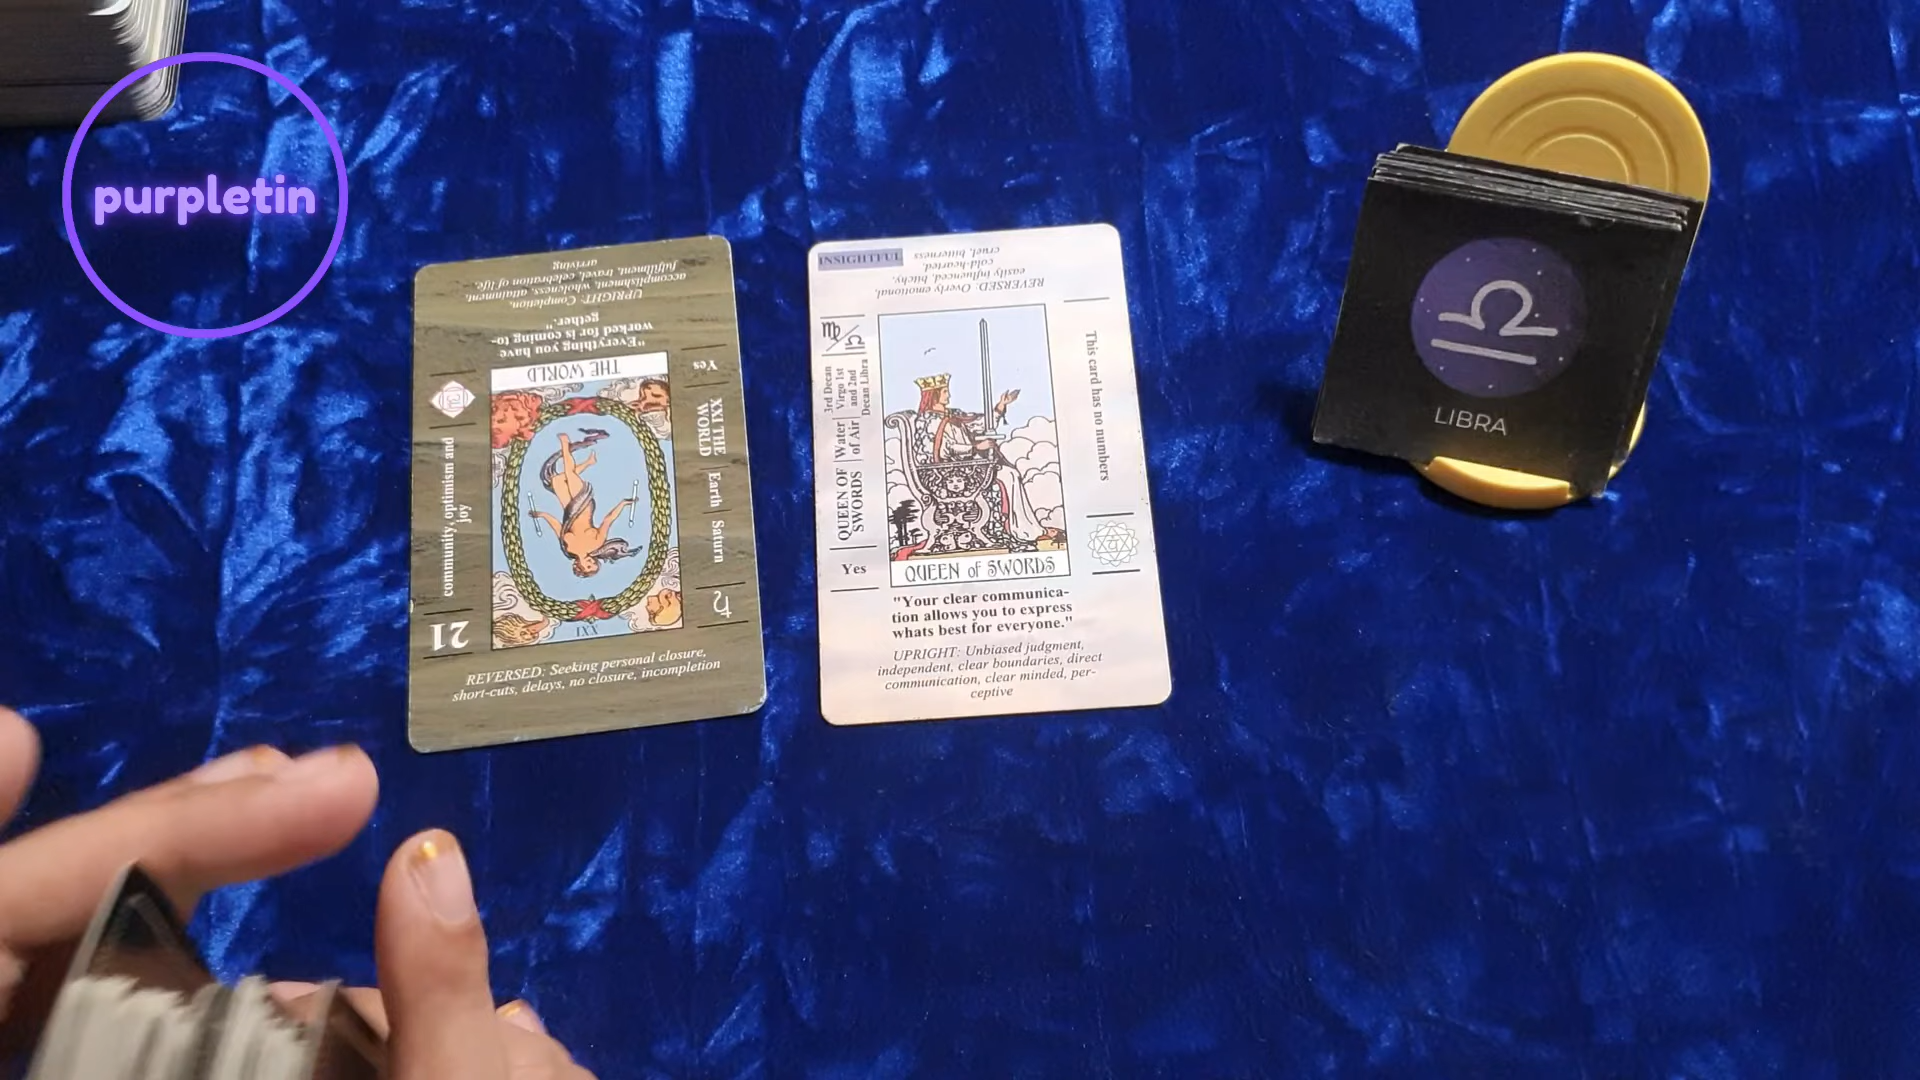 purpletin
REVERSED: Seeking personal closure,
short-cuts, delays, no closure, incompletion
21
community, optimism and
joy
XXI
THE WORLD
Yes
XXI THE
WORLD
Earth
Saturn
"Everything you have
worked for is coming to-
gether."
UPRIGHT: Completion,
accomplishment, wholeness, attainment,
fulfillment, travel, celebration of life,
arriving
INSIGHTFUL
REVERSED: Overly emotional,
easily influenced, bitchy,
cold-hearted,
cruel, bitterness
3rd Decan
Virgo 1st
and 2nd
Decan Libra
Water
of Air
QUEEN OF
SWORDS
Yes
This card has no numbers
QUEEN of SWORDS
"Your clear communica-
tion allows you to express
whats best for everyone."
UPRIGHT: Unbiased judgment,
independent, clear boundaries, direct
communication, clear minded, per-
ceptive
LIBRA